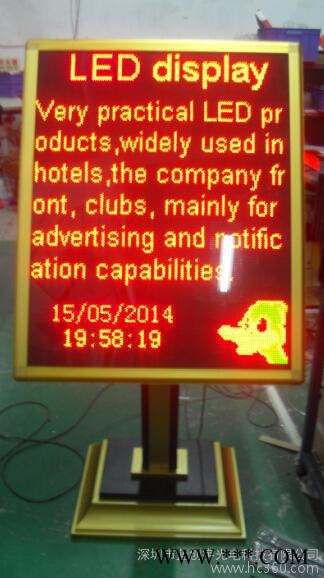 LED display
Very practical LED pr
oducts,widely used in
hotels,the company fr
ont, clubs, mainly for
advertising and notific
ation capabilities.
15/05/2014
19:58:19
www.hc360.com